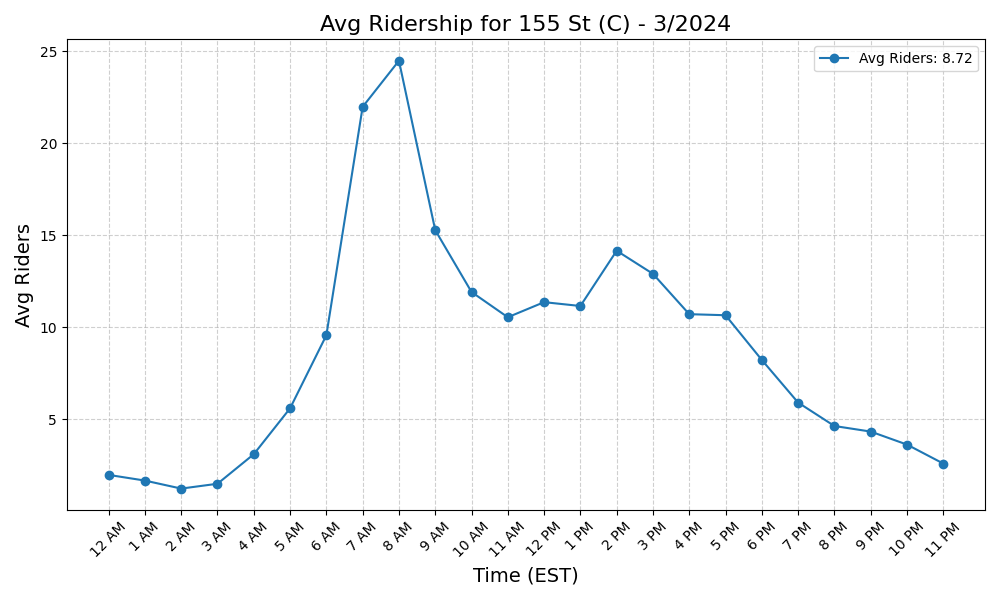 Avg Ridership for 155 St (C) - 3/2024
Avg Riders: 8.72
Avg Riders
25
20
15
10
5
12 AM 1 AM 2 AM 3 AM 4 AM 5 AM 6 AM 7 AM 8 AM 9 AM 10 AM 11 AM 12 PM 1 PM 2 PM 3 PM 4 PM 5 PM 6 PM 7 PM 8 PM 9 PM 10 PM 11 PM
Time (EST)